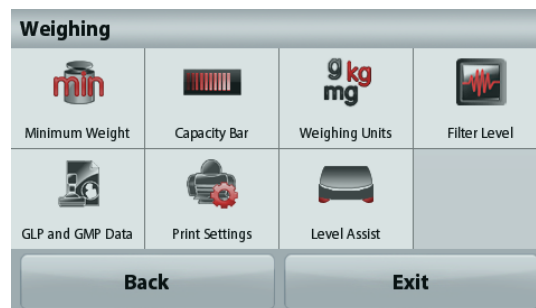 Weighing
min
g kg
mg
Minimum Weight
Capacity Bar
Weighing Units
Filter Level
GLP and GMP Data
Print Settings
Level Assist
Back
Exit